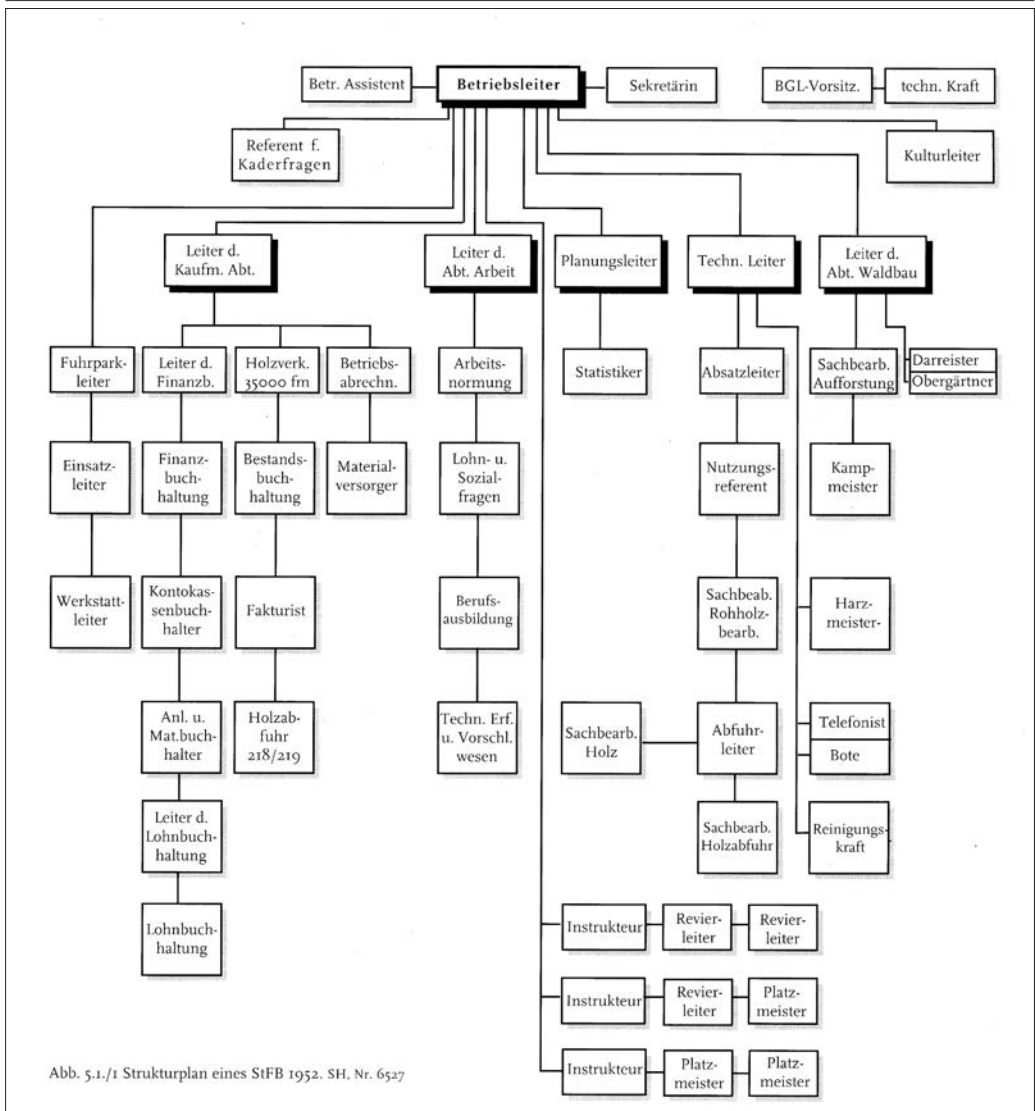 Betr. Assistent
Betriebsleiter
Sekretärin
BGL-Vorsitz.
techn. Kraft
Referent f.
Kaderfragen
Kulturleiter
Leiter d.
Kaufm. Abt.
Leiter d.
Abt. Arbeit
Planungsleiter
Techn. Leiter
Leiter d.
Abt. Waldbau
Fuhrpark-
leiter
Leiter d.
Finanzb.
Holzverk.
35000 fm
Betriebs-
abrechn.
Arbeits-
normung
Statistiker
Absatzleiter
Sachbearb.
Aufforstung
Darreister
Obergärtner
Einsatz-
leiter
Finanz-
buch-
haltung
Bestands-
buch-
haltung
Material-
versorger
Lohn- u.
Sozial-
fragen
Nutzungs-
referent
Kamp-
meister
Werkstatt-
leiter
Kontokas-
senbuch-
halter
Fakturist
Berufs-
ausbildung
Sachbeab.
Rohholz-
bearb.
Harz-
meister-
Anl. u.
Mat.buch-
halter
Holzab-
fuhr
218/219
Techn. Erf.
u. Vorschl.
wesen
Sachbearb.
Holz
Abfuhr-
leiter
Telefonist
Bote
Leiter d.
Lohnbuch-
haltung
Sachbearb.
Holzabfuhr
Reinigungs-
kraft
Lohnbuch-
haltung
Instrukteur
Revier-
leiter
Revier-
leiter
Instrukteur
Revier-
leiter
Platz-
meister
Instrukteur
Platz-
meister
Platz-
meister
Abb. 5.1./1 Strukturplan eines StFB 1952. SH, Nr. 6527